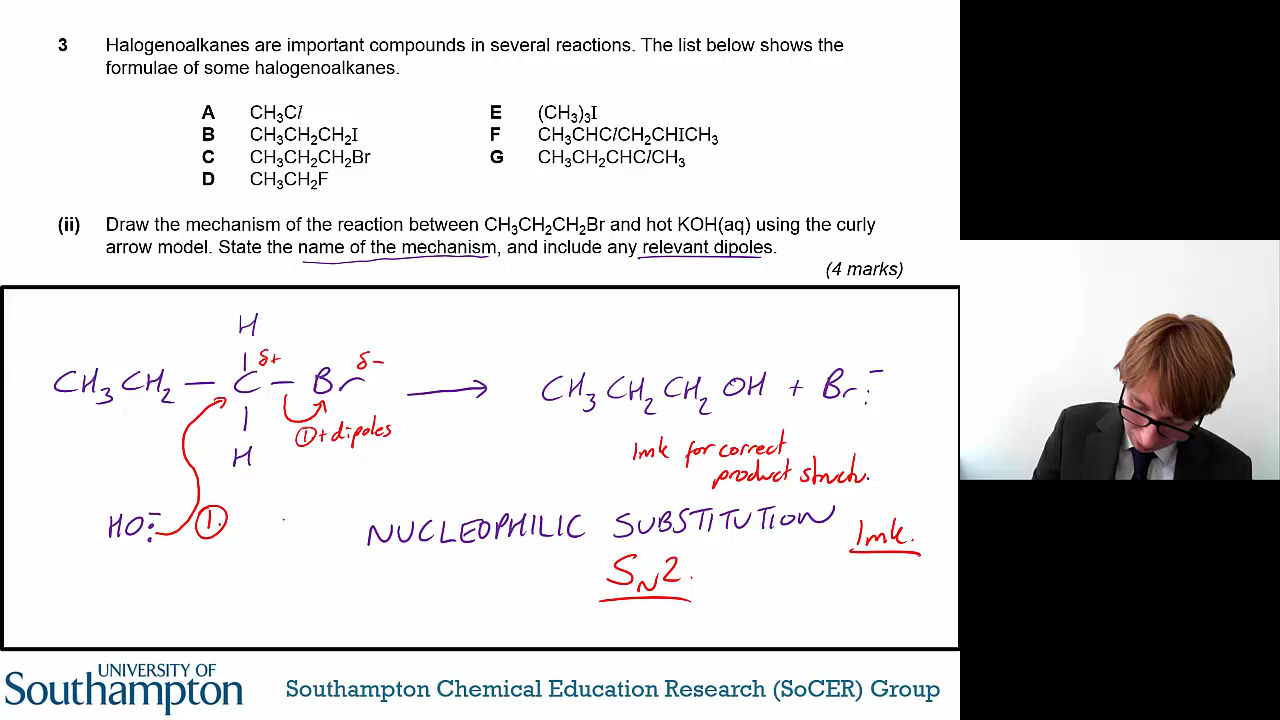 3 Halogenoalkanes are important compounds in several reactions. The list below shows the
formulae of some halogenoalkanes.
A CH₃Cl E (CH₃)₃I
B CH₃CH₂CH₂I F CH₃CHClCH₂CHICH₃
C CH₃CH₂CH₂Br G CH₃CH₂CHClCH₃
D CH₃CH₂F
(ii) Draw the mechanism of the reaction between CH₃CH₂CH₂Br and hot KOH(aq) using the curly
arrow model. State the name of the mechanism, and include any relevant dipoles.
(4 marks)
H
δ+ δ−
CH₃CH₂ — C — Br ⟶ CH₃CH₂CH₂OH + Br:⁻
① + dipoles
H
1mk for correct
product structu.
HO:⁻ ①.
NUCLEOPHILIC SUBSTITUTION 1mk.
SN2.
UNIVERSITY OF
Southampton
Southampton Chemical Education Research (SoCER) Group